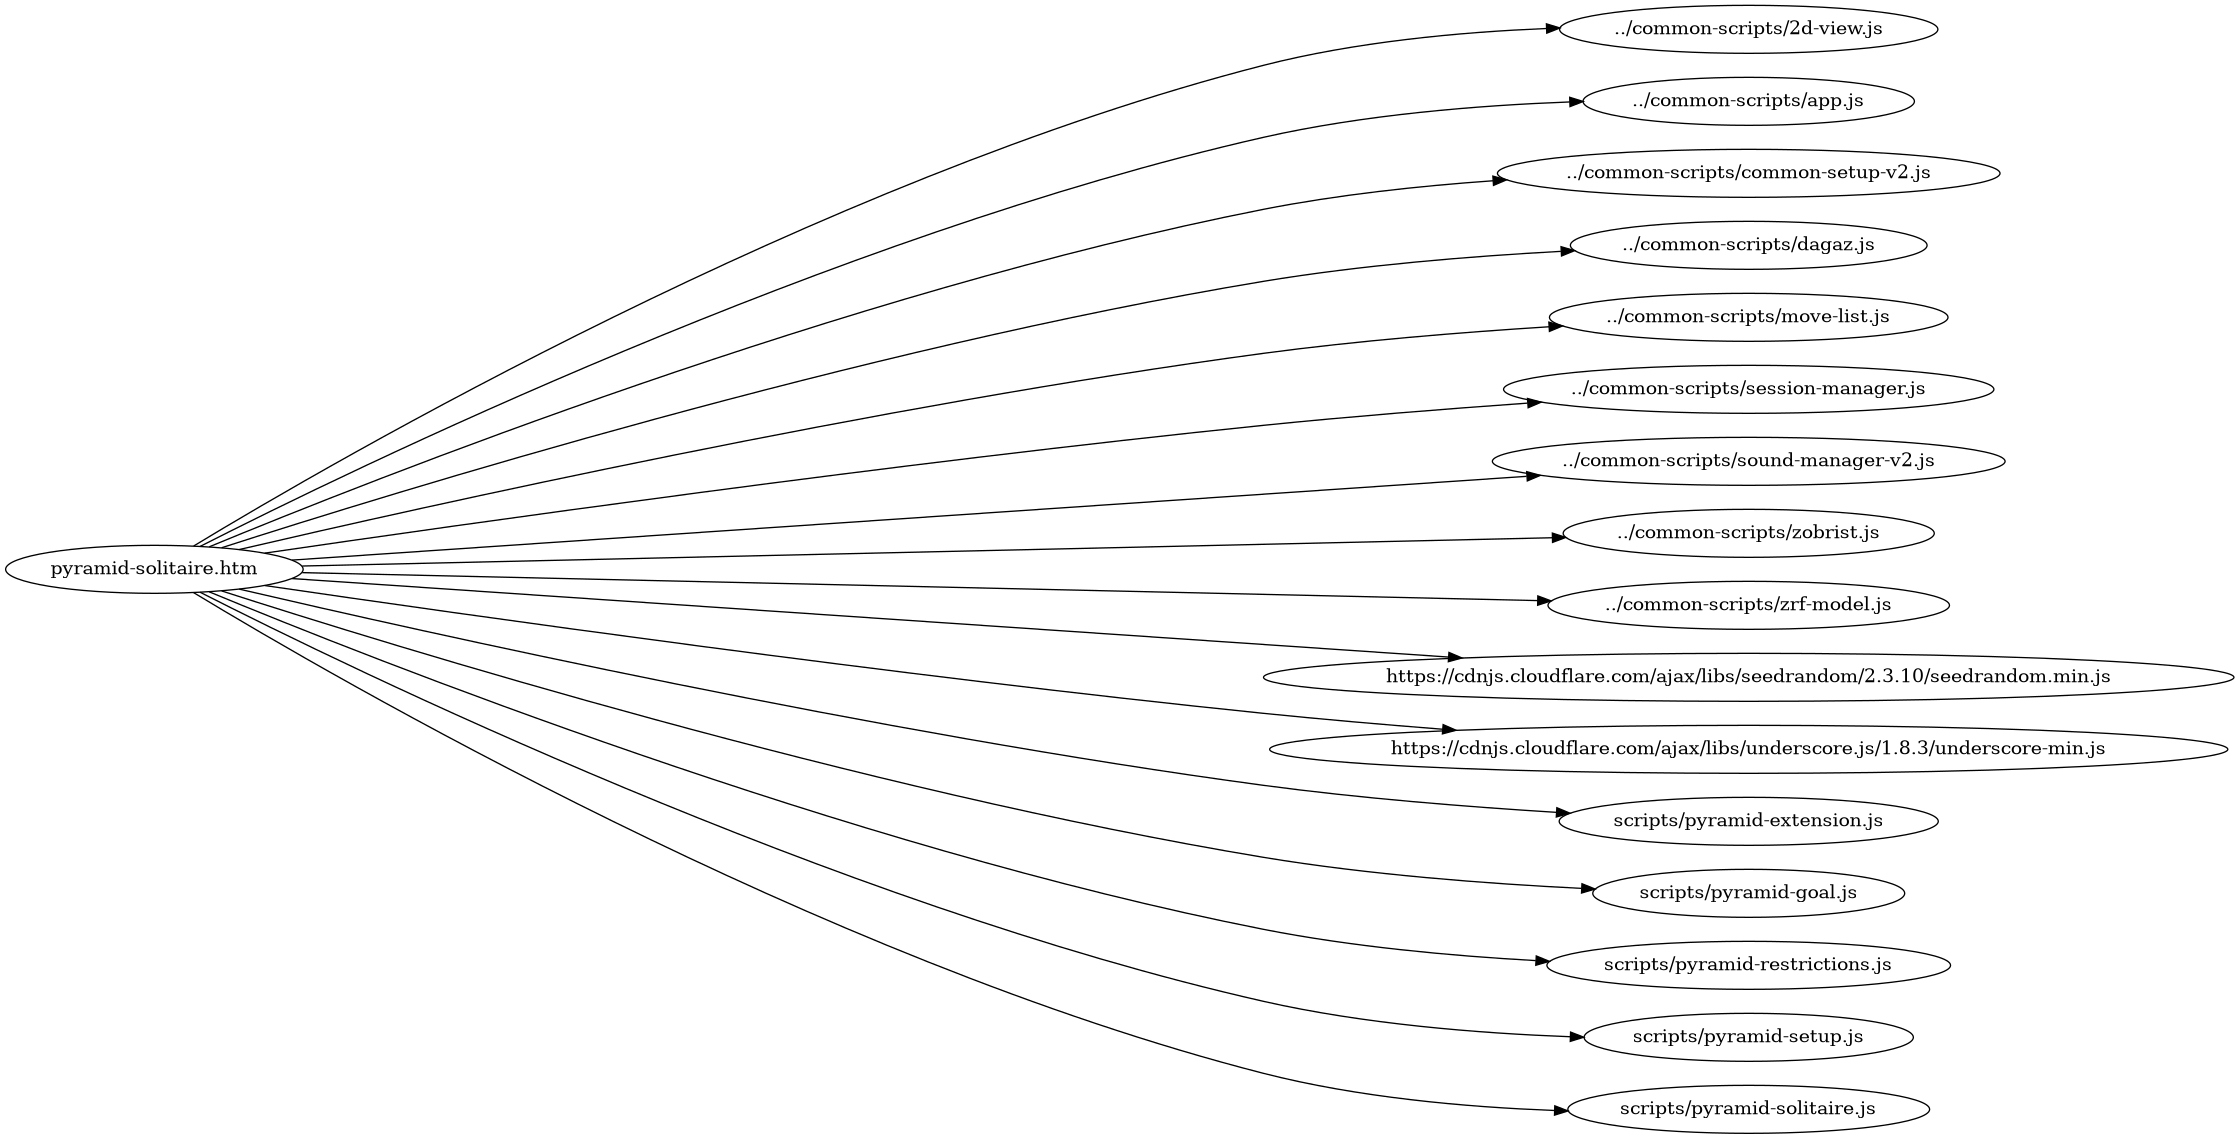 ../common-scripts/2d-view.js
../common-scripts/app.js
../common-scripts/common-setup-v2.js
../common-scripts/dagaz.js
../common-scripts/move-list.js
../common-scripts/session-manager.js
../common-scripts/sound-manager-v2.js
../common-scripts/zobrist.js
pyramid-solitaire.htm
../common-scripts/zrf-model.js
https://cdnjs.cloudflare.com/ajax/libs/seedrandom/2.3.10/seedrandom.min.js
https://cdnjs.cloudflare.com/ajax/libs/underscore.js/1.8.3/underscore-min.js
scripts/pyramid-extension.js
scripts/pyramid-goal.js
scripts/pyramid-restrictions.js
scripts/pyramid-setup.js
scripts/pyramid-solitaire.js